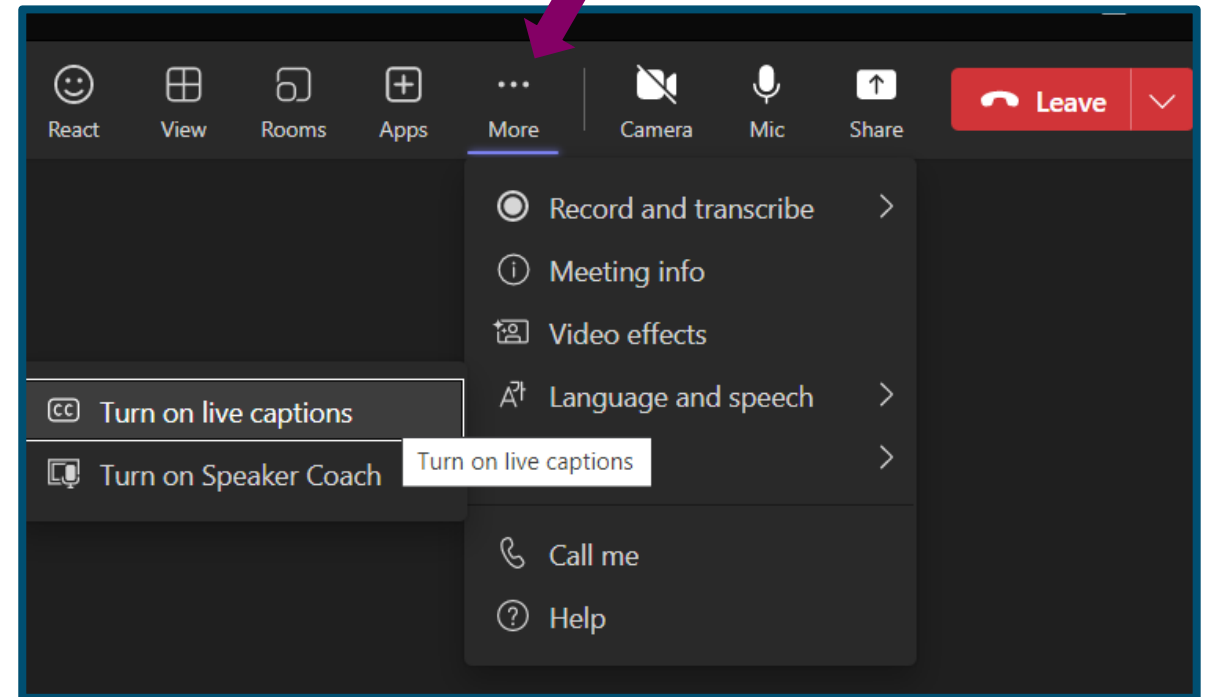 React View Rooms Apps More Camera Mic Share Leave
Record and transcribe
Meeting info
Video effects
Language and speech
CC Turn on live captions
Turn on live captions
Turn on Speaker Coach
Call me
Help